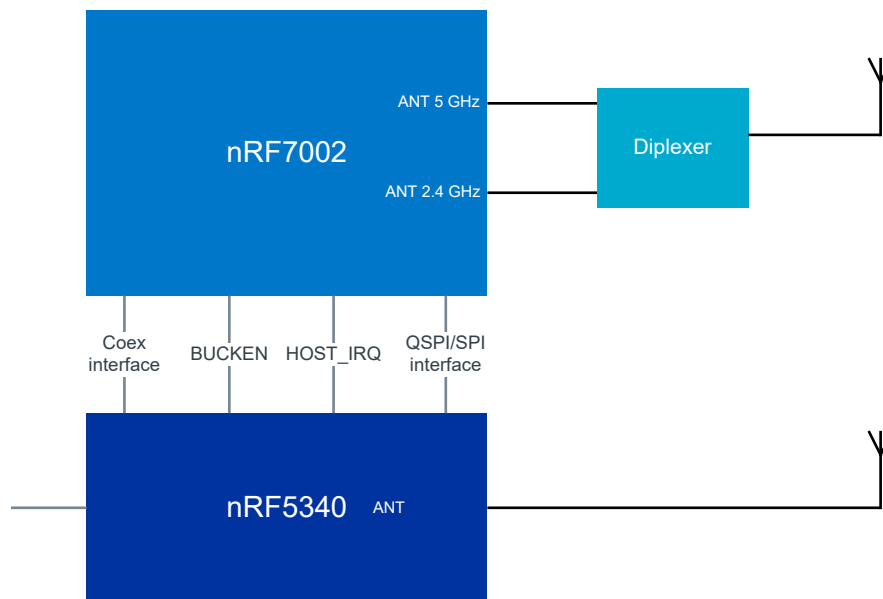 ANT 5 GHz
nRF7002
Diplexer
ANT 2.4 GHz
Coex
interface
BUCKEN
HOST_IRQ
QSPI/SPI
interface
nRF5340
ANT